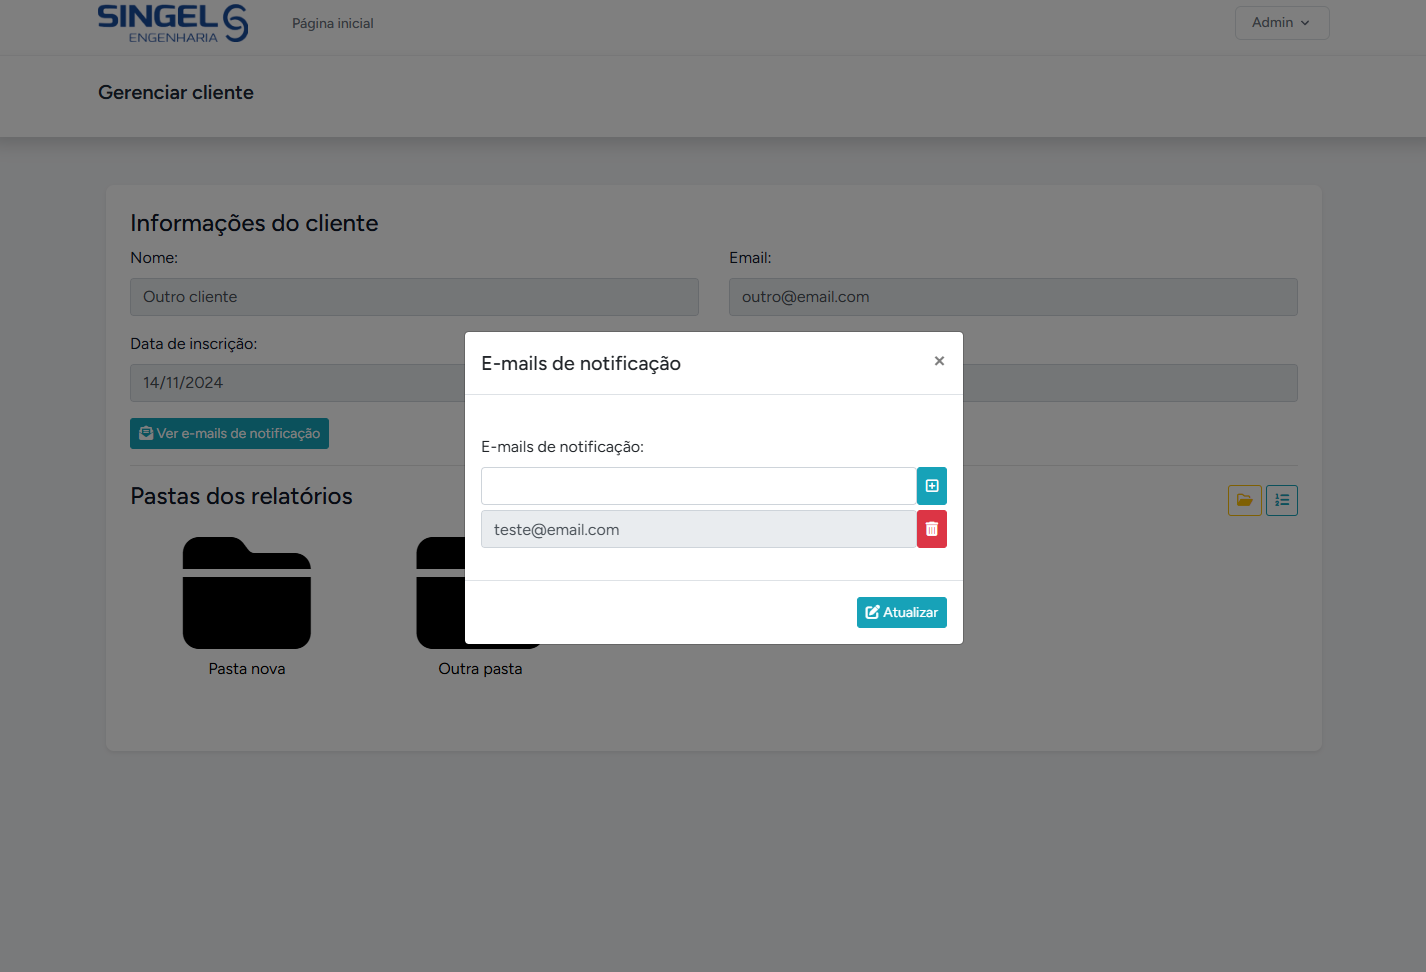 SINGEL
ENGENHARIA
Página inicial
Admin
Gerenciar cliente
Informações do cliente
Nome:
Email:
Outro cliente
outro@email.com
Data de inscrição:
14/11/2024
Ver e-mails de notificação
Pastas dos relatórios
Pasta nova
Outra pasta
E-mails de notificação
×
E-mails de notificação:
teste@email.com
Atualizar